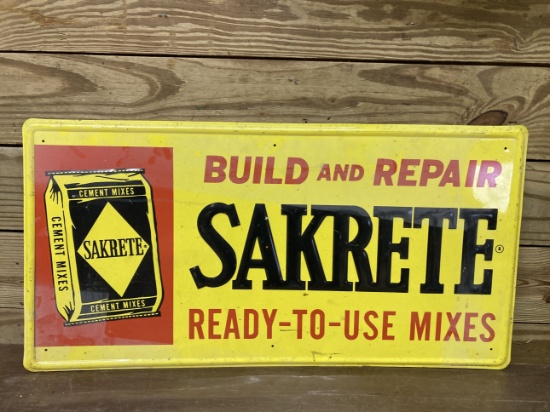 BUILD AND REPAIR
SAKRETE®
READY-TO-USE MIXES
CEMENT MIXES
CEMENT MIXES
SAKRETE
CEMENT MIXES